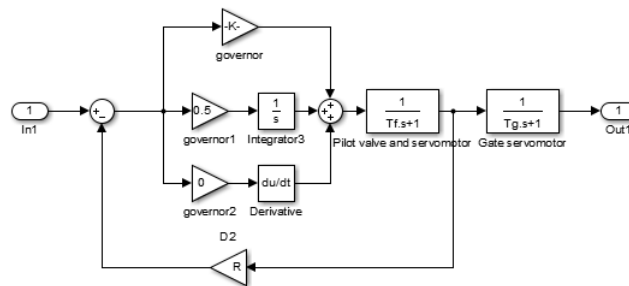 -K-
governor
1
In1
+
−
0.5
governor1
1
s
Integrator3
+
+
+
1
Tf.s+1
Pilot valve and servomotor
1
Tg.s+1
Gate servomotor
1
Out1
0
governor2
du/dt
Derivative
D2
R